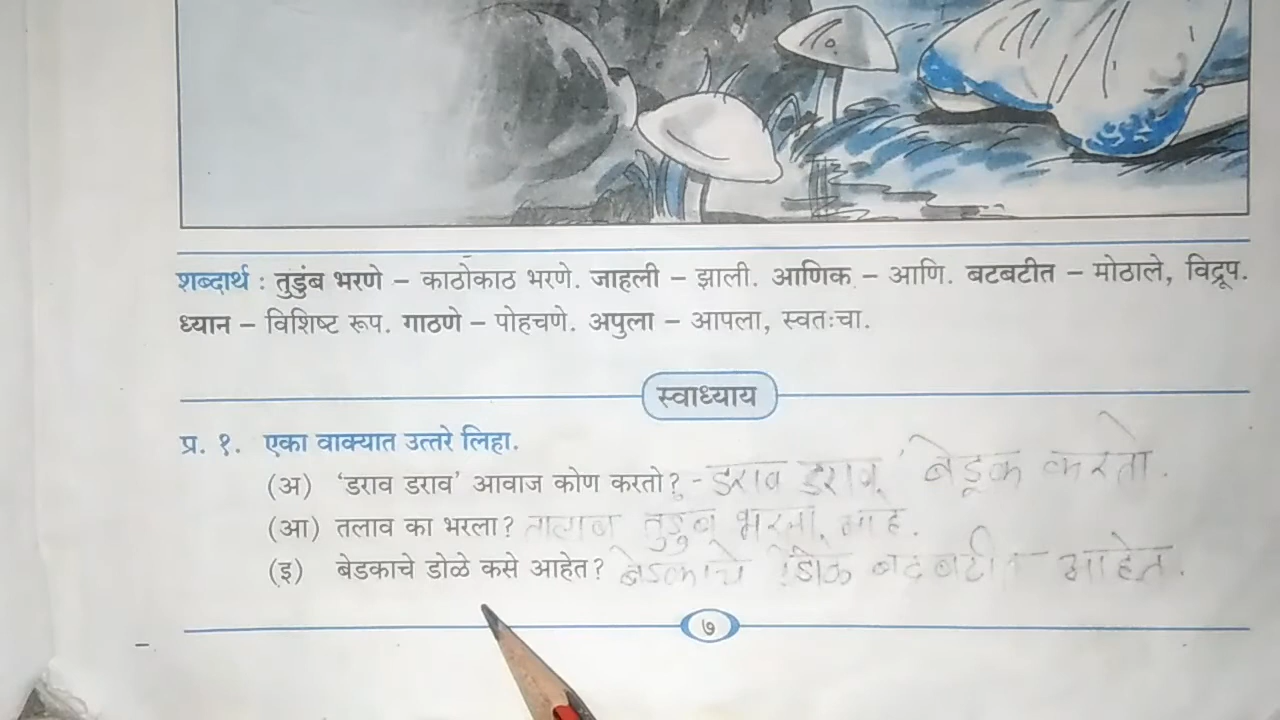 शब्दार्थ : तुडुंब भरणे – काठोकाठ भरणे. जाहली – झाली. आणिक – आणि. बटबटीत – मोठाले, विद्रूप.
ध्यान – विशिष्ट रूप. गाठणे – पोहचणे. अपुला – आपला, स्वतःचा.
स्वाध्याय
प्र. १. एका वाक्यात उत्तरे लिहा.
(अ) ‘डराव डराव’ आवाज कोण करतो? - डराव डराव बेडूक करतो.
(आ) तलाव का भरला? तुडुंब भरला आहे.
(इ) बेडकाचे डोळे कसे आहेत? बेडकाचे बटबटीत आहेत.
७